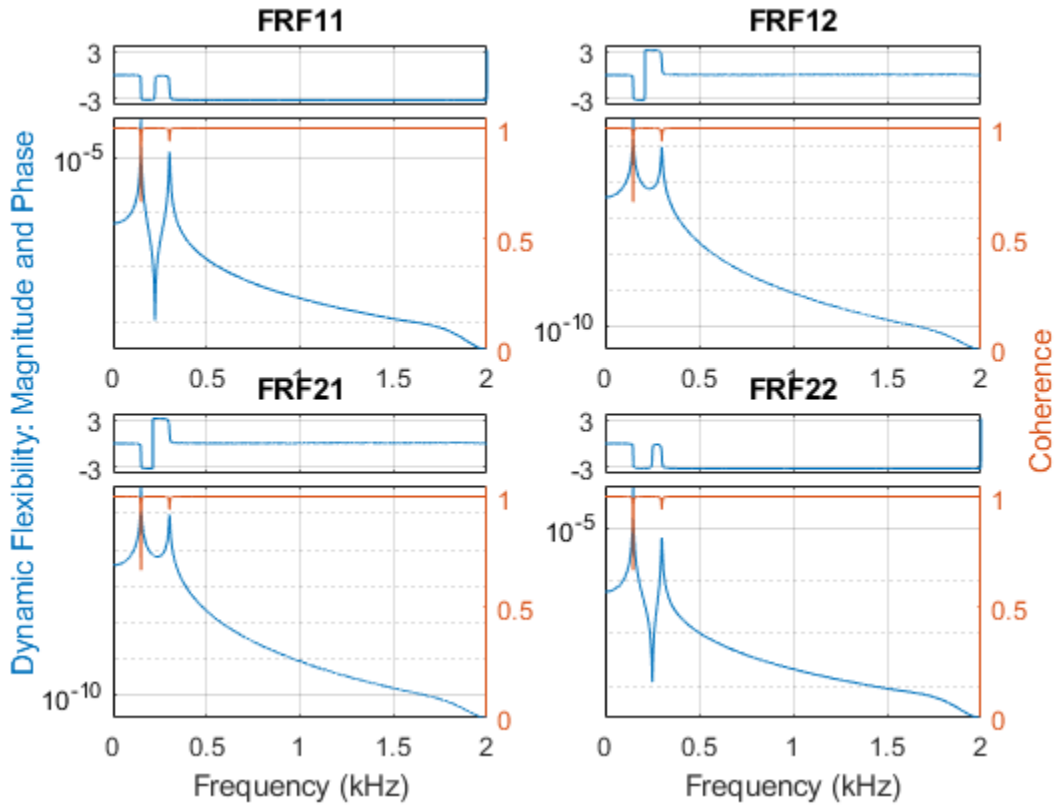 FRF11
FRF12
3
-3
3
-3
10-5
1
0.5
0
10-10
1
0.5
0
0 0.5 1 1.5 2
0 0.5 1 1.5 2
FRF21
FRF22
3
-3
3
-3
10-10
1
0.5
0
10-5
1
0.5
0
0 0.5 1 1.5 2
0 0.5 1 1.5 2
Frequency (kHz)
Frequency (kHz)
Dynamic Flexibility: Magnitude and Phase
Coherence